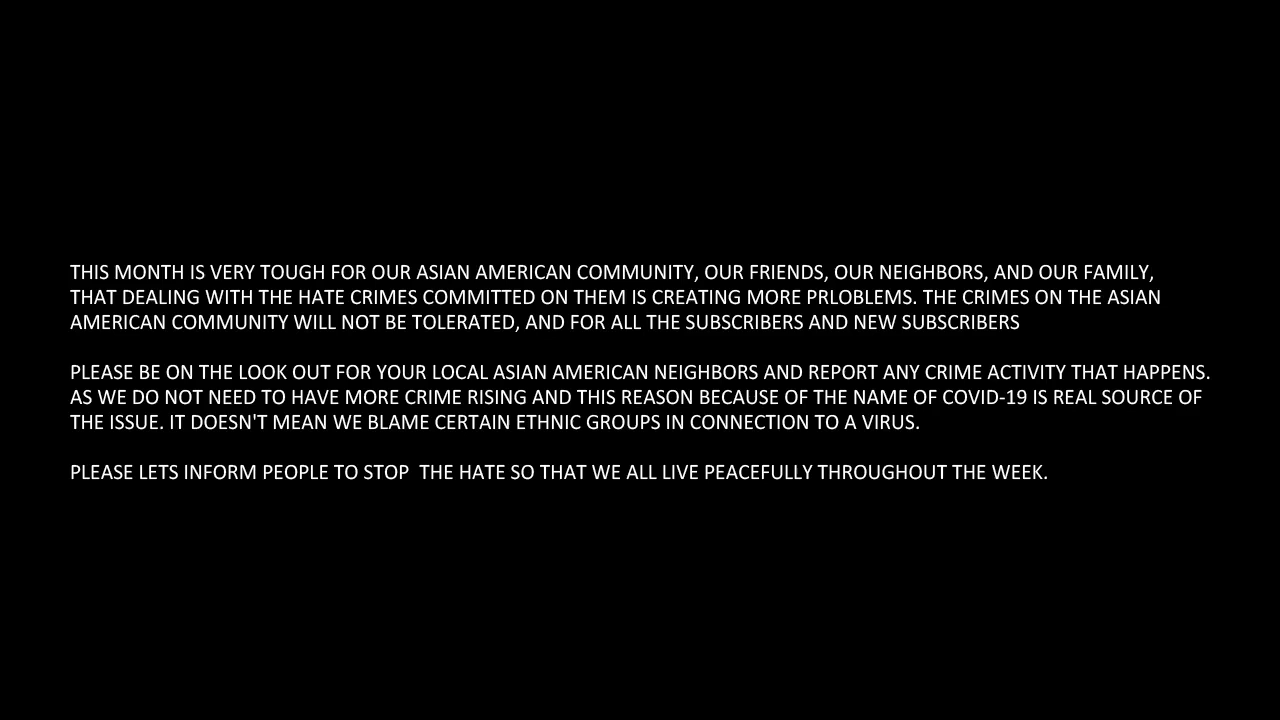 THIS MONTH IS VERY TOUGH FOR OUR ASIAN AMERICAN COMMUNITY, OUR FRIENDS, OUR NEIGHBORS, AND OUR FAMILY,
THAT DEALING WITH THE HATE CRIMES COMMITTED ON THEM IS CREATING MORE PRLOBLEMS. THE CRIMES ON THE ASIAN
AMERICAN COMMUNITY WILL NOT BE TOLERATED, AND FOR ALL THE SUBSCRIBERS AND NEW SUBSCRIBERS
PLEASE BE ON THE LOOK OUT FOR YOUR LOCAL ASIAN AMERICAN NEIGHBORS AND REPORT ANY CRIME ACTIVITY THAT HAPPENS.
AS WE DO NOT NEED TO HAVE MORE CRIME RISING AND THIS REASON BECAUSE OF THE NAME OF COVID-19 IS REAL SOURCE OF
THE ISSUE. IT DOESN'T MEAN WE BLAME CERTAIN ETHNIC GROUPS IN CONNECTION TO A VIRUS.
PLEASE LETS INFORM PEOPLE TO STOP  THE HATE SO THAT WE ALL LIVE PEACEFULLY THROUGHOUT THE WEEK.